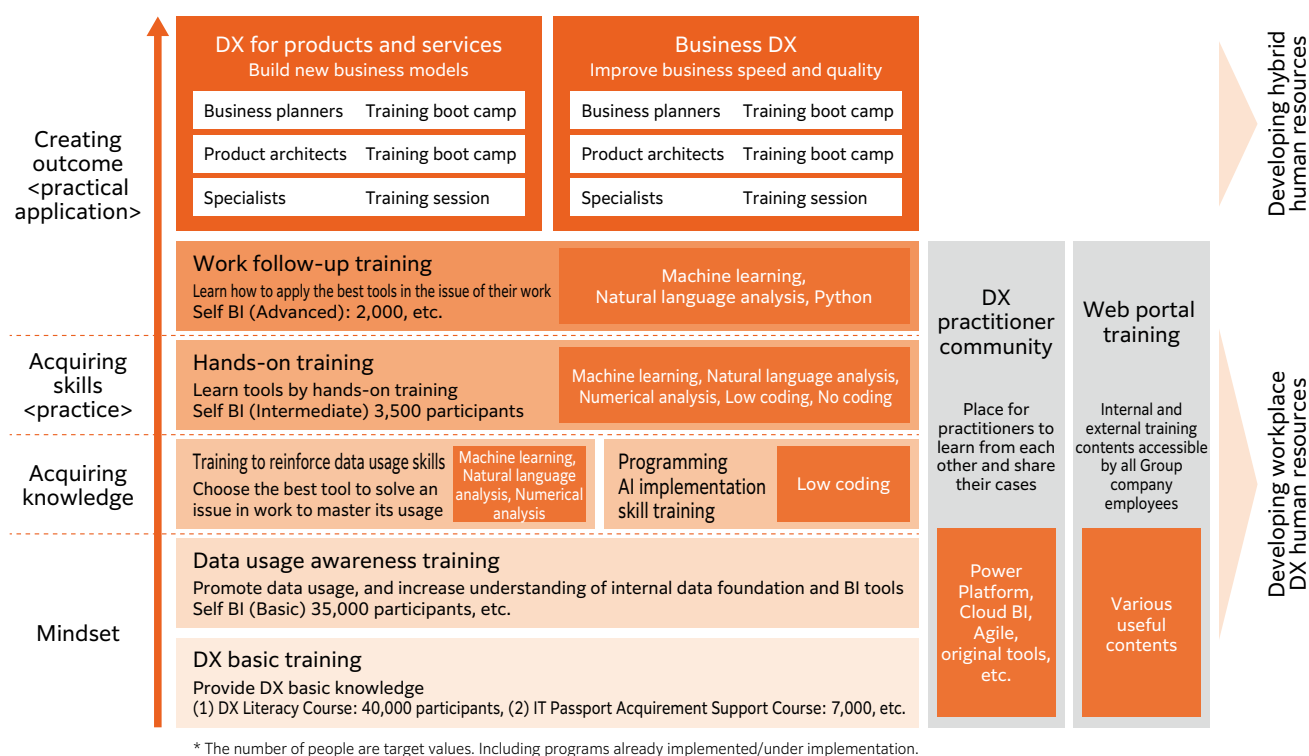 Creating
outcome
<practical
application>
DX for products and services
Build new business models
Business planners Training boot camp
Product architects Training boot camp
Specialists Training session
Business DX
Improve business speed and quality
Business planners Training boot camp
Product architects Training boot camp
Specialists Training session
Developing hybrid
human resources
Work follow-up training
Learn how to apply the best tools in the issue of their work
Self BI (Advanced): 2,000, etc.
Machine learning,
Natural language analysis, Python
Acquiring
skills
<practice>
Hands-on training
Learn tools by hands-on training
Self BI (Intermediate) 3,500 participants
Machine learning, Natural language analysis,
Numerical analysis, Low coding, No coding
Acquiring
knowledge
Training to reinforce data usage skills
Choose the best tool to solve an
issue in work to master its usage
Machine learning,
Natural language
analysis, Numerical
analysis
Programming
AI implementation
skill training
Low coding
Mindset
Data usage awareness training
Promote data usage, and increase understanding of internal data foundation and BI tools
Self BI (Basic) 35,000 participants, etc.
DX basic training
Provide DX basic knowledge
(1) DX Literacy Course: 40,000 participants, (2) IT Passport Acquirement Support Course: 7,000, etc.
DX
practitioner
community
Place for
practitioners to
learn from each
other and share
their cases
Power
Platform,
Cloud BI,
Agile,
original tools,
etc.
Web portal
training
Internal and
external training
contents accessible
by all Group
company
employees
Various
useful
contents
Developing workplace
DX human resources
* The number of people are target values. Including programs already implemented/under implementation.